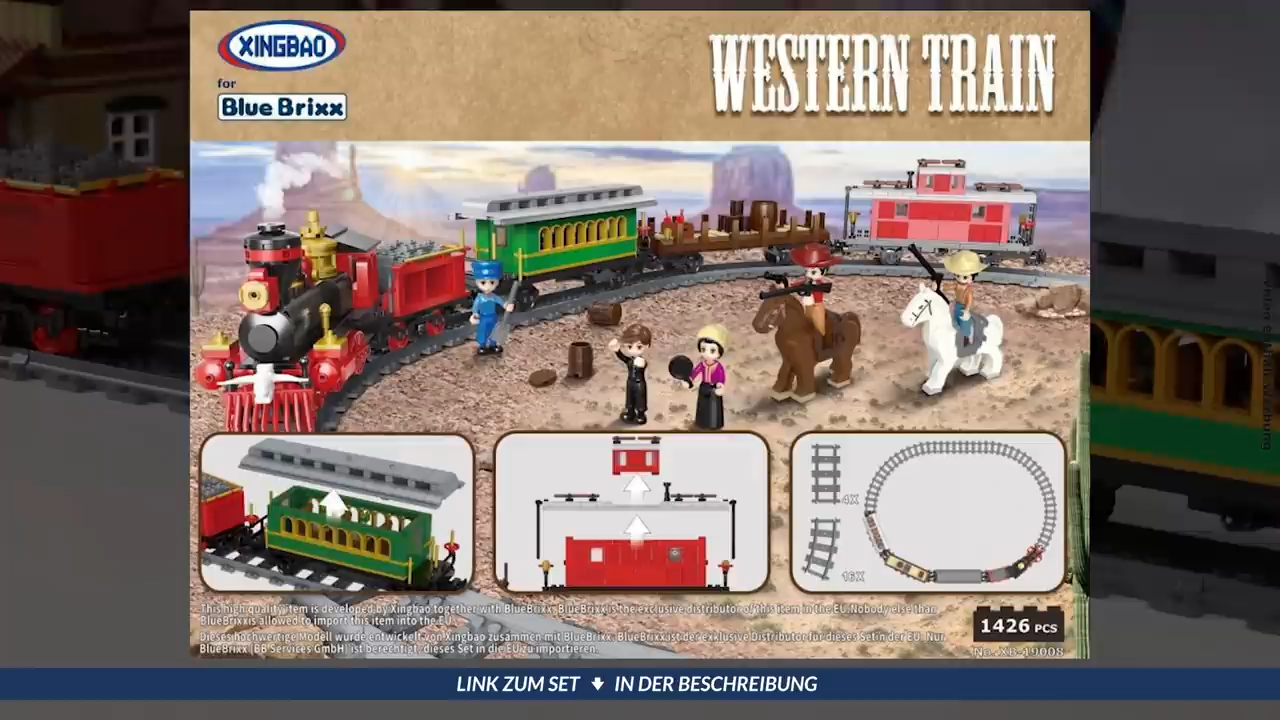 XINGBAO
for
Blue Brixx
WESTERN TRAIN
4X
16X
This high quality item is developed by Xingbao together with BlueBrixx. BlueBrixx is the exclusive distributor of this item in the EU. Nobody else than
BlueBrixx is allowed to import this item into the EU.
Dieses hochwertige Modell wurde entwickelt von Xingbao zusammen mit BlueBrixx. BlueBrixx ist der exklusive Distributor für dieses Set in der EU. Nur
BlueBrixx (BB Services GmbH) ist berechtigt, dieses Set in die EU zu importieren.
1426 PCS
No. XB-19008
LINK ZUM SET IN DER BESCHREIBUNG